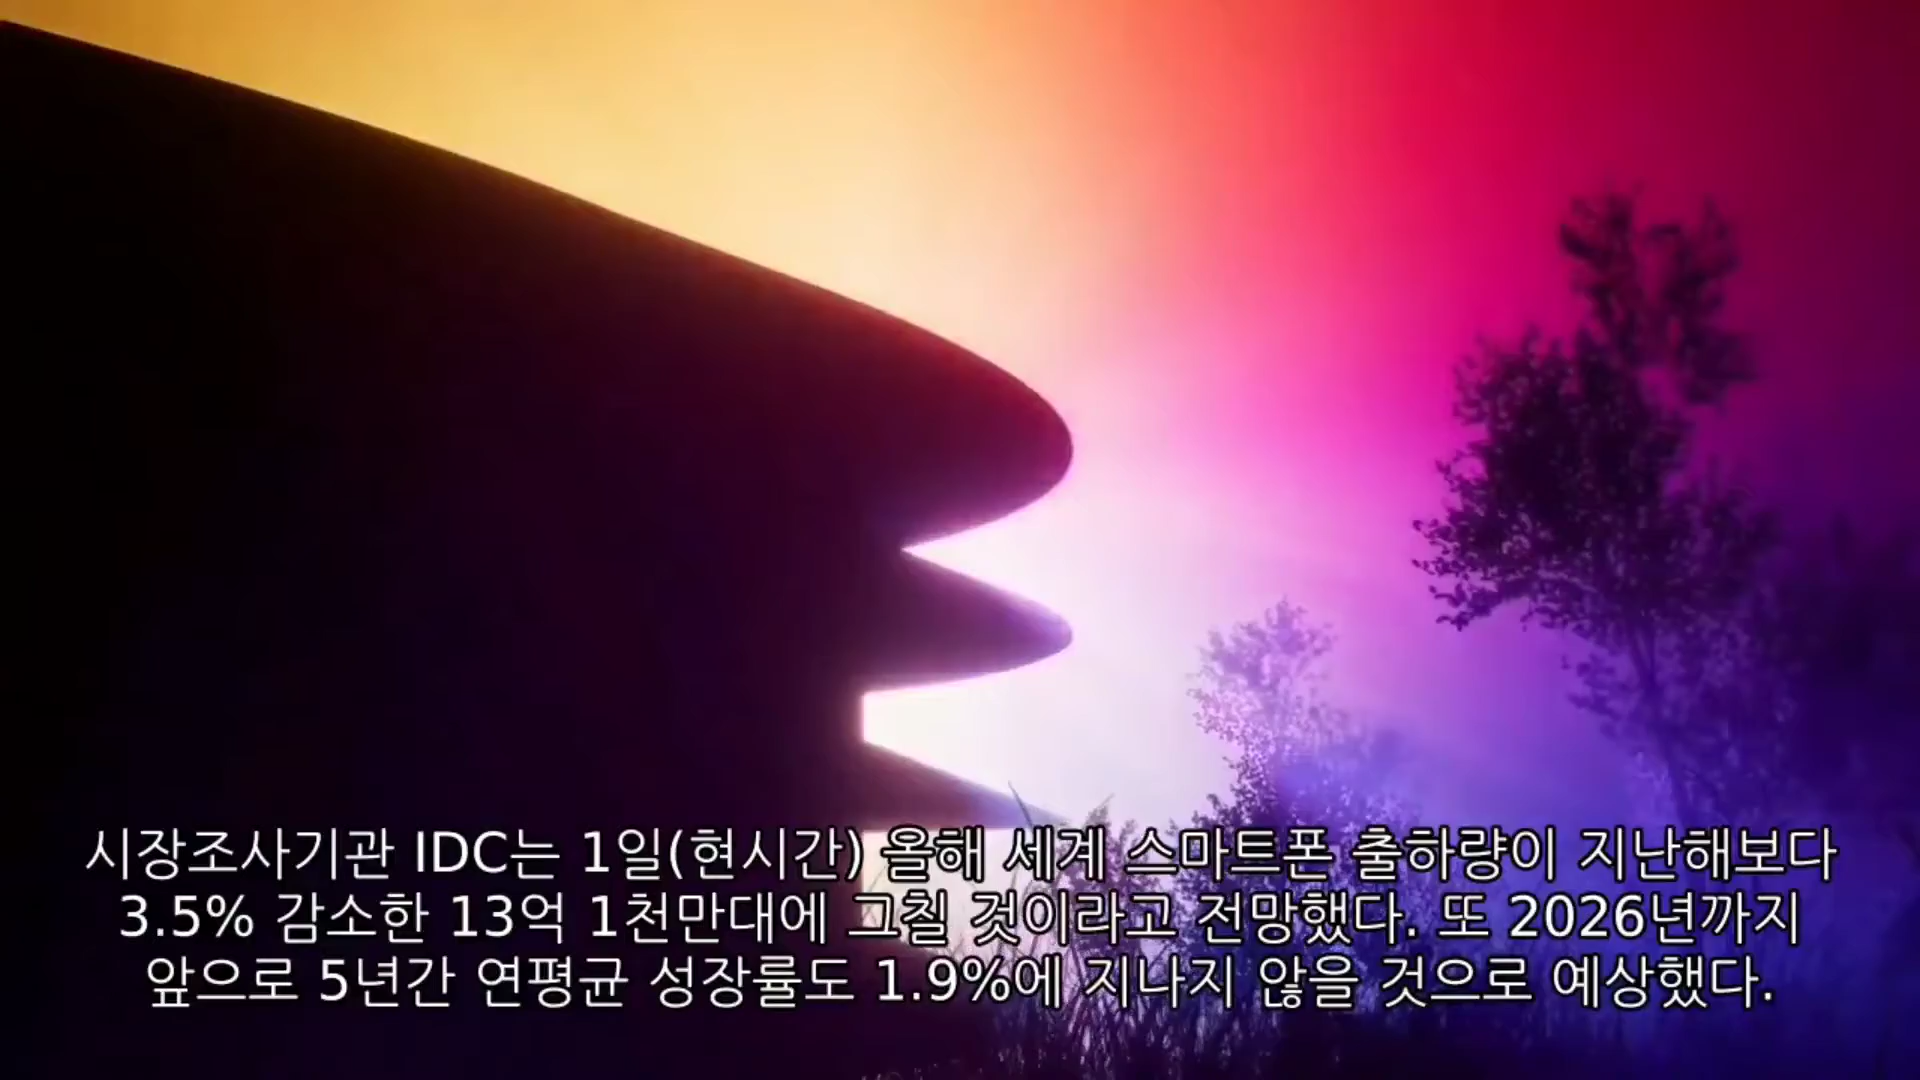 시장조사기관 IDC는 1일(현시간) 올해 세계 스마트폰 출하량이 지난해보다
3.5% 감소한 13억 1천만대에 그칠 것이라고 전망했다. 또 2026년까지
앞으로 5년간 연평균 성장률도 1.9%에 지나지 않을 것으로 예상했다.